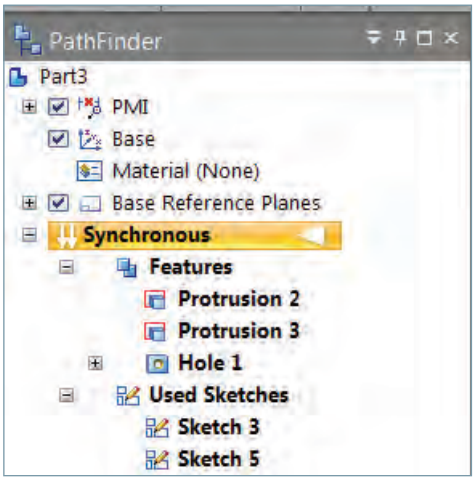 PathFinder
Part3
PMI
Base
Material (None)
Base Reference Planes
Synchronous
Features
Protrusion 2
Protrusion 3
Hole 1
Used Sketches
Sketch 3
Sketch 5